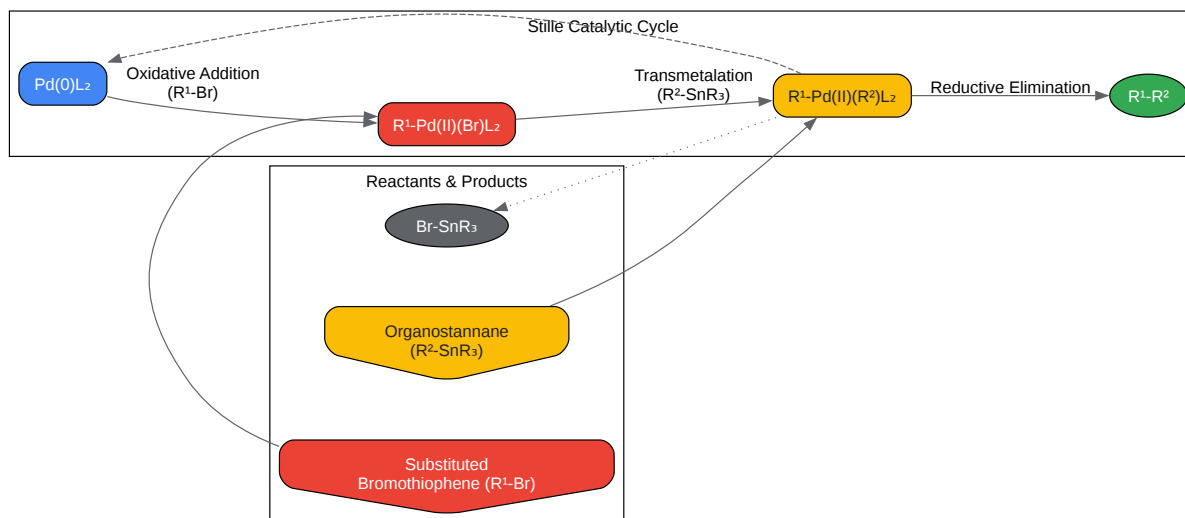 Stille Catalytic Cycle
Pd(0)L₂
Oxidative Addition
(R¹-Br)
R¹-Pd(II)(Br)L₂
Transmetalation
(R²-SnR₃)
R¹-Pd(II)(R²)L₂
Reductive Elimination
R¹-R²
Reactants & Products
Br-SnR₃
Organostannane
(R²-SnR₃)
Substituted
Bromothiophene (R¹-Br)